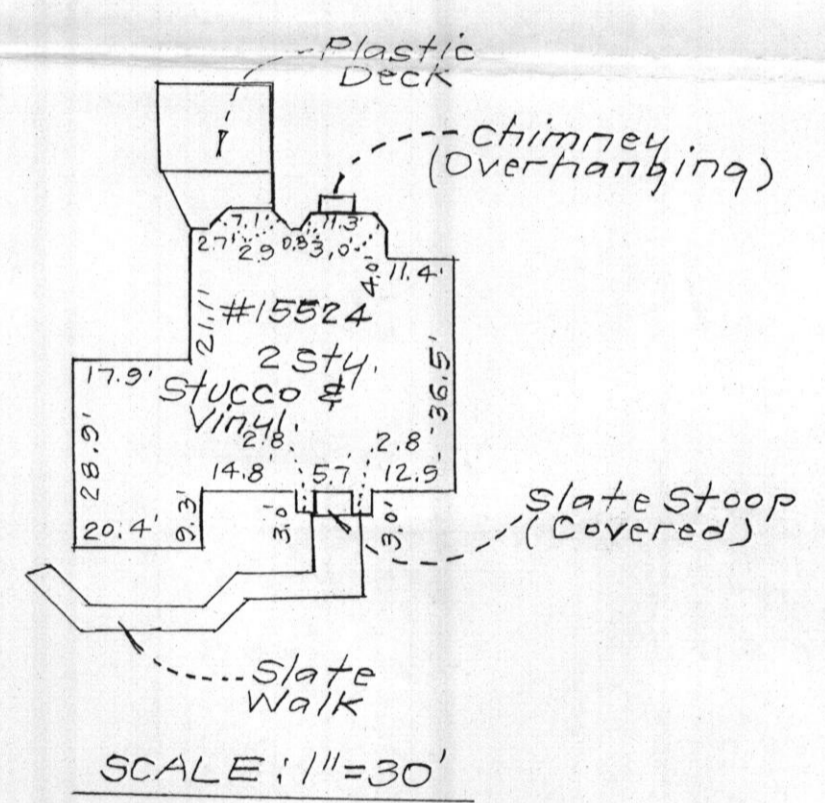 Plastic
Deck
Chimney
(Overhanging)
7.1'
11.3'
2.7'
2.9
0.3
3.0'
4.0'
11.4'
21.1'
#15524
2 Sty.
Stucco &
Vinyl.
17.9'
36.5'
28.9'
2.8
2.8
14.8
5.7
12.9
20.4'
9.3'
3.0'
3.0'
Slate Stoop
(Covered)
Slate
Walk
SCALE: 1"=30'